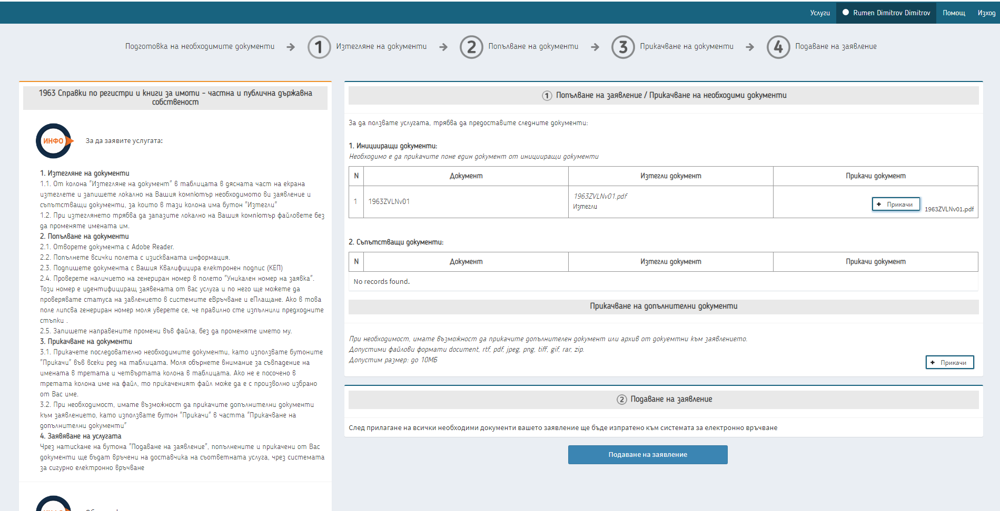 Услуги Rumen Dimitrov Dimitrov Помощ Изход
Подготовка на необходимите документи 1 Изтегляне на документи 2 Попълване на документи 3 Прикачване на документи 4 Подаване на заявление
1963 Справки по регистри и книги за имоти - частна и публична държавна
собственост
ИНФО За да заявите услугата:
1. Изтегляне на документи
1.1. От колона "Изтегляне на документ" в таблицата в дясната част на екрана
изтеглете и запишете локално на Вашия компютър необходимото ви заявление и
съпътстващи документи, за които в тази колона има бутон "Изтегли"
1.2. При изтеглянето трябва да запазите локално на Вашия компютър файловете без
да променяте имената им.
2. Попълване на документи
2.1. Отворете документа с Adobe Reader.
2.2. Попълнете всички полета с изискваната информация.
2.3. Подпишете документа с Вашия Квалифицира електронен подпис (КЕП)
2.4. Проверете наличието на генериран номер в полето "Уникален номер на заявка".
Този номер е идентифициращ заявената от вас услуга и по него ще можете да
проверявате статуса на завлението в системите еВръчване и еПлащане. Ако в това
поле липсва генериран номер моля уверете се, че правилно сте изпълнили предходните
стъпки .
2.5. Запишете направените промени във файла, без да променяте името му.
3. Прикачване на документи
3.1. Прикачете последователно необходимите документи, като използвате бутоните
"Прикачи" във всеки ред на таблицата. Моля обърнете внимание за съвпадение на
имената в третата и четвъртата колона в таблицата. Ако не е посочено в
третата колона име на файл, то прикаченият файл може да е с произволно избрано
от Вас име.
3.2. При необходимост, имате възможност да прикачите допълнителни документи
към заявлението, като използвате бутон "Прикачи" в частта "Прикачване на
допълнителни документи"
4. Заявяване на услугата
Чрез натискане на бутона "Подаване на заявление", попълнените и прикачени от Вас
документи ще бъдат връчени на доставчика на съответната услуга, чрез системата
за сигурно електронно връчване
1 Попълване на заявление / Прикачване на необходими документи
За да ползвате услугата, трябва да предоставите следните документи:
1. Иницииращи документи:
Необходимо е да прикачите поне един документ от иницииращи документи
N Документ Изтегли документ Прикачи документ
1 1963ZVLNv01 1963ZVLNv01.pdf
Изтегли
+ Прикачи 1963ZVLNv01.pdf
2. Съпътстващи документи:
N Документ Изтегли документ Прикачи документ
No records found.
Прикачване на допълнителни документи
При необходимост, имате възможност да прикачите допълнителен документ или архив от докуемтни към заявлението.
Допустими файлови формати document, rtf, pdf, jpeg, png, tiff, gif, rar, zip.
Допустим размер: до 10МБ
+ Прикачи
2 Подаване на заявление
След прилагане на всички необходими документи вашето заявление ще бъде изпратено към системата за електронно връчване
Подаване на заявление